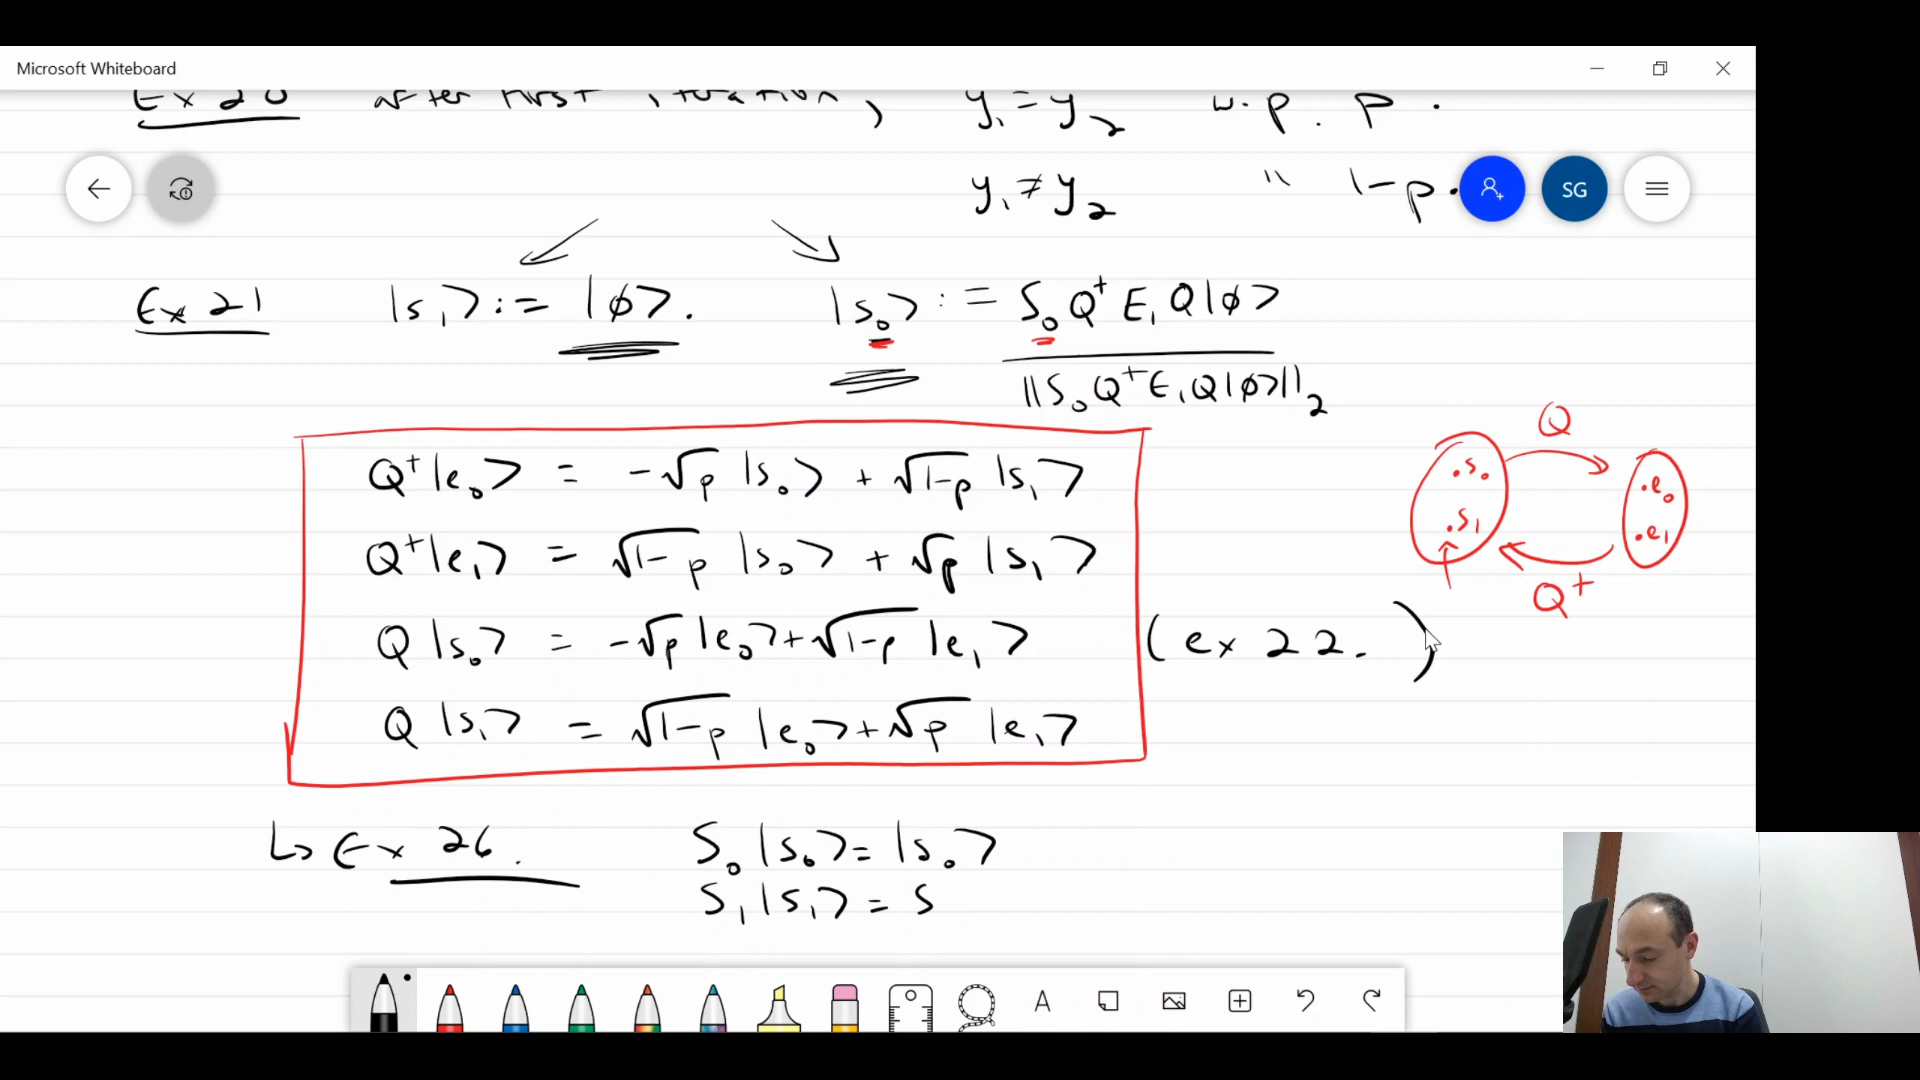 Microsoft Whiteboard
Ex 20 after first iteration, y₁ = y₂ w.p. p.
y₁ ≠ y₂ " 1-p.
SG
Ex 21 |s₁⟩ := |ϕ⟩. |s₀⟩ := S₀Q†E₁Q|ϕ⟩
||S₀Q†E₁Q|ϕ⟩||₂
Q
Q†|e₀⟩ = -√p |s₀⟩ + √1-p |s₁⟩
.s₀ .e₀
Q†|e₁⟩ = √1-p |s₀⟩ + √p |s₁⟩
.s₁ .e₁
Q†
Q|s₀⟩ = -√p|e₀⟩+√1-p |e₁⟩ (ex 22. )
Q|s₁⟩ = √1-p |e₀⟩+√p |e₁⟩
↳ Ex 26. S₀|s₀⟩= |s₀⟩
S₁|s₁⟩ = S
A